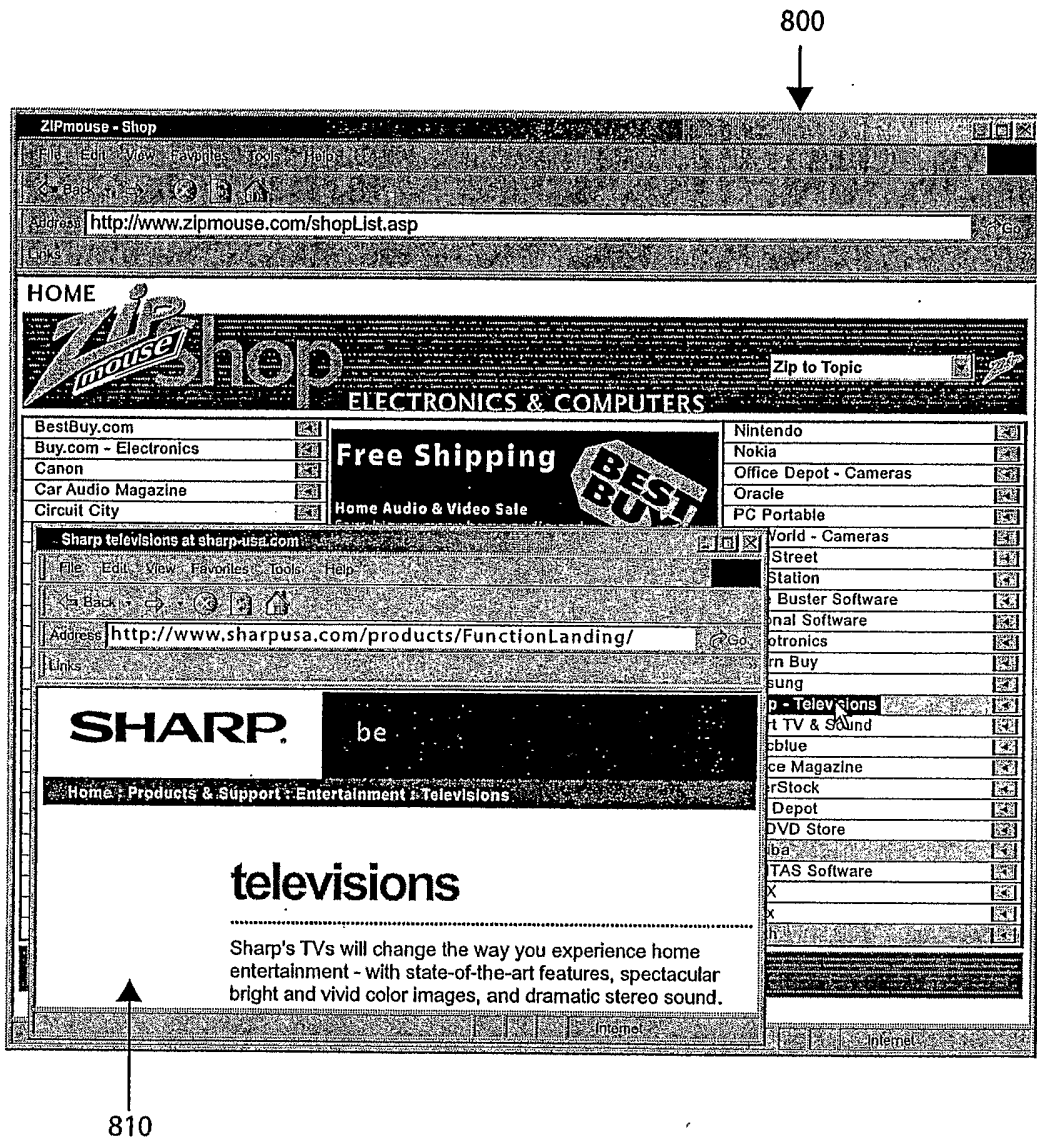 800
ZIPmouse - Shop
File Edit View Favorites Tools Help
Back
Address http://www.zipmouse.com/shopList.asp Go
Links
HOME
Zip mouse shop
Zip to Topic zip
ELECTRONICS & COMPUTERS
BestBuy.com
Buy.com - Electronics
Canon
Car Audio Magazine
Circuit City
Free Shipping
BEST BUY
Home Audio & Video Sale
Nintendo
Nokia
Office Depot - Cameras
Oracle
PC Portable
World - Cameras
Street
Station
Buster Software
onal Software
otronics
rn Buy
sung
p - Televisions
rt TV & Sound
cblue
ce Magazine
rStock
Depot
DVD Store
iba
ITAS Software
X
x
h
Sharp televisions at sharp-usa.com
File Edit View Favorites Tools Help
Back
Address http://www.sharpusa.com/products/FunctionLanding/ Go
Links
SHARP.
be
Home : Products & Support : Entertainment : Televisions
televisions
Sharp's TVs will change the way you experience home
entertainment - with state-of-the-art features, spectacular
bright and vivid color images, and dramatic stereo sound.
Internet
Internet
810